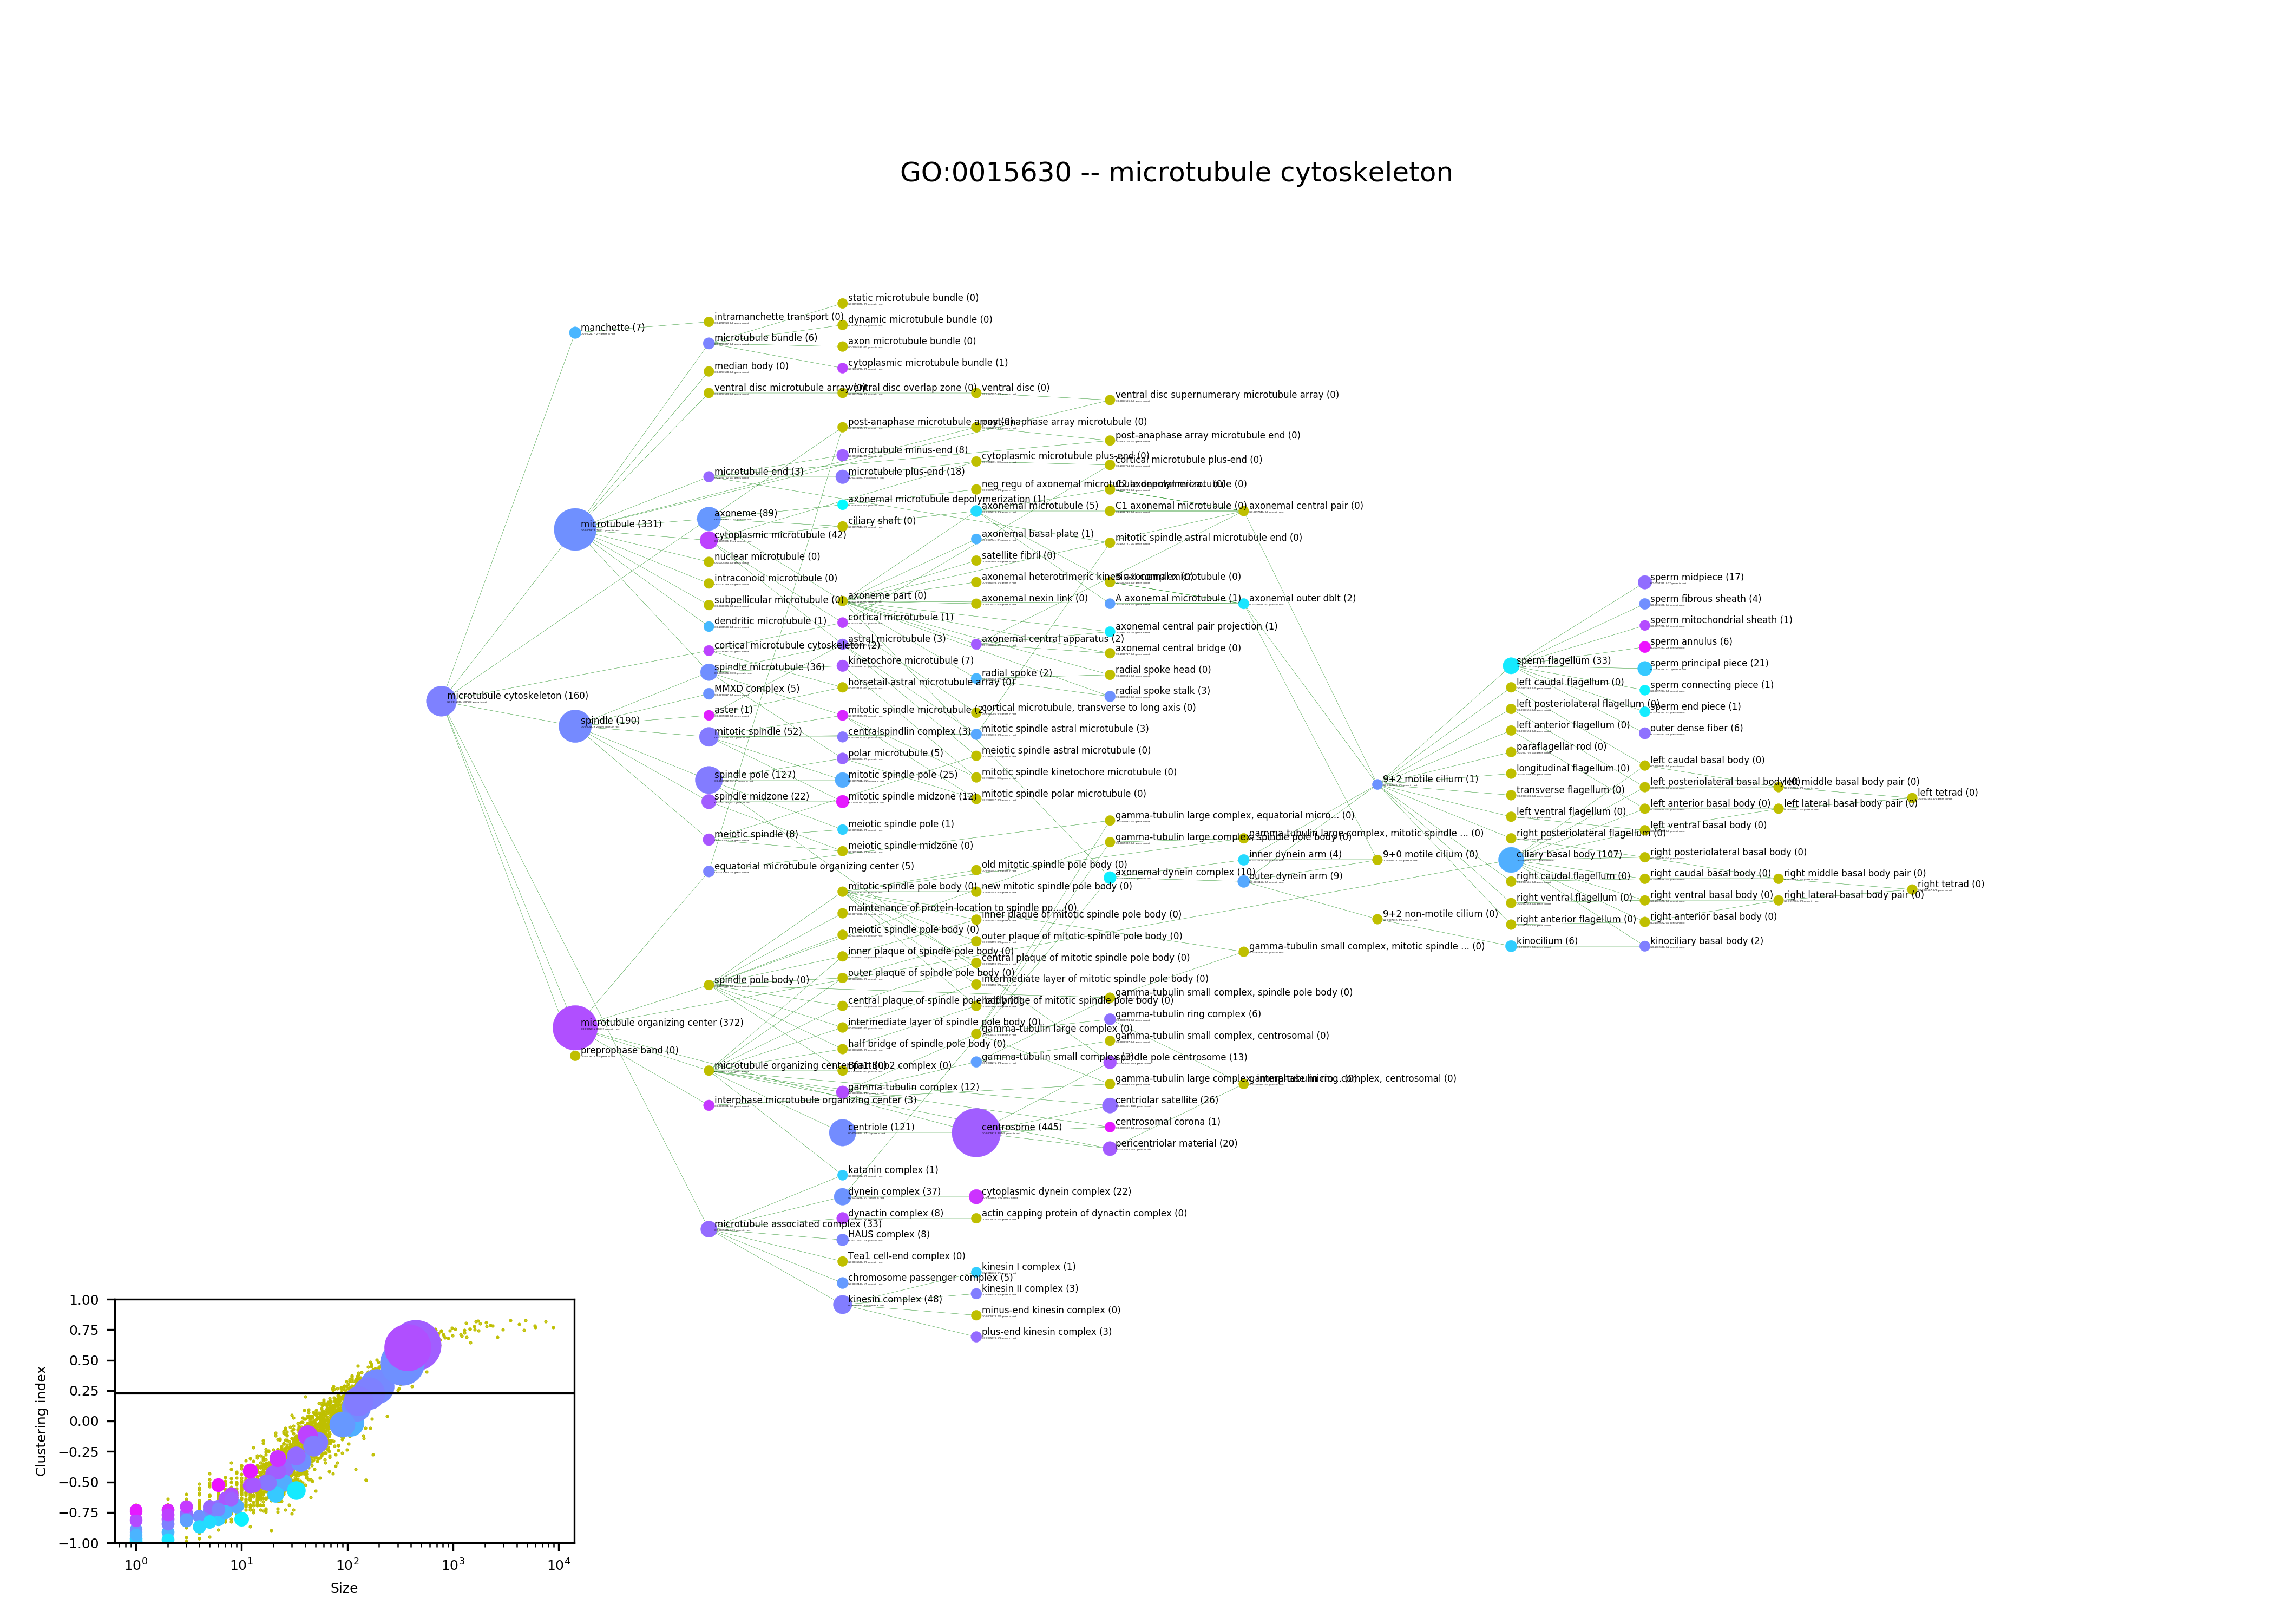 GO:0015630 -- microtubule cytoskeleton
static microtubule bundle (0)
intramanchette transport (0)
dynamic microtubule bundle (0)
manchette (7)
microtubule bundle (6)
axon microtubule bundle (0)
median body (0)
cytoplasmic microtubule bundle (1)
ventral disc microtubule array (0)
ventral disc overlap zone (0)
ventral disc (0)
ventral disc supernumerary microtubule array (0)
post-anaphase microtubule array (0)
post-anaphase array microtubule (0)
post-anaphase array microtubule end (0)
microtubule minus-end (8)
cytoplasmic microtubule plus-end (0)
cortical microtubule plus-end (0)
microtubule end (3)
microtubule plus-end (18)
neg regu of axonemal microtubule depolymeriza... (0)
C2 axonemal microtubule (0)
axonemal microtubule depolymerization (1)
axonemal microtubule (5)
C1 axonemal microtubule (0)
axonemal central pair (0)
axoneme (89)
ciliary shaft (0)
microtubule (331)
cytoplasmic microtubule (42)
axonemal basal plate (1)
mitotic spindle astral microtubule end (0)
nuclear microtubule (0)
satellite fibril (0)
intraconoid microtubule (0)
axonemal heterotrimeric kinesin-II complex (0)
B axonemal microtubule (0)
sperm midpiece (17)
subpellicular microtubule (0)
axoneme part (0)
axonemal nexin link (0)
A axonemal microtubule (1)
axonemal outer dblt (2)
sperm fibrous sheath (4)
dendritic microtubule (1)
cortical microtubule (1)
axonemal central pair projection (1)
sperm mitochondrial sheath (1)
cortical microtubule cytoskeleton (2)
astral microtubule (3)
axonemal central apparatus (2)
axonemal central bridge (0)
sperm annulus (6)
spindle microtubule (36)
kinetochore microtubule (7)
radial spoke (2)
radial spoke head (0)
sperm flagellum (33)
sperm principal piece (21)
MMXD complex (5)
horsetail-astral microtubule array (0)
radial spoke stalk (3)
left caudal flagellum (0)
sperm connecting piece (1)
microtubule cytoskeleton (160)
aster (1)
mitotic spindle microtubule (2)
cortical microtubule, transverse to long axis (0)
left posteriolateral flagellum (0)
sperm end piece (1)
spindle (190)
mitotic spindle (52)
centralspindlin complex (3)
mitotic spindle astral microtubule (3)
left anterior flagellum (0)
outer dense fiber (6)
polar microtubule (5)
meiotic spindle astral microtubule (0)
paraflagellar rod (0)
left caudal basal body (0)
spindle pole (127)
mitotic spindle pole (25)
mitotic spindle kinetochore microtubule (0)
9+2 motile cilium (1)
longitudinal flagellum (0)
left posteriolateral basal body (0)
left middle basal body pair (0)
left tetrad (0)
spindle midzone (22)
mitotic spindle midzone (12)
mitotic spindle polar microtubule (0)
transverse flagellum (0)
left anterior basal body (0)
left lateral basal body pair (0)
meiotic spindle (8)
meiotic spindle pole (1)
gamma-tubulin large complex, equatorial micro... (0)
left ventral flagellum (0)
left ventral basal body (0)
meiotic spindle midzone (0)
gamma-tubulin large complex, spindle pole body (0)
gamma-tubulin large complex, mitotic spindle ... (0)
right posteriolateral flagellum (0)
equatorial microtubule organizing center (5)
old mitotic spindle pole body (0)
axonemal dynein complex (10)
inner dynein arm (4)
9+0 motile cilium (0)
ciliary basal body (107)
right posteriolateral basal body (0)
mitotic spindle pole body (0)
new mitotic spindle pole body (0)
outer dynein arm (9)
right caudal flagellum (0)
right caudal basal body (0)
right middle basal body pair (0)
right tetrad (0)
maintenance of protein location to spindle po... (0)
inner plaque of mitotic spindle pole body (0)
9+2 non-motile cilium (0)
right ventral flagellum (0)
right ventral basal body (0)
right lateral basal body pair (0)
meiotic spindle pole body (0)
outer plaque of mitotic spindle pole body (0)
right anterior flagellum (0)
right anterior basal body (0)
inner plaque of spindle pole body (0)
central plaque of mitotic spindle pole body (0)
gamma-tubulin small complex, mitotic spindle ... (0)
kinocilium (6)
kinociliary basal body (2)
spindle pole body (0)
outer plaque of spindle pole body (0)
intermediate layer of mitotic spindle pole body (0)
central plaque of spindle pole body (0)
half bridge of mitotic spindle pole body (0)
gamma-tubulin small complex, spindle pole body (0)
microtubule organizing center (372)
intermediate layer of spindle pole body (0)
gamma-tubulin large complex (0)
gamma-tubulin ring complex (6)
preprophase band (0)
half bridge of spindle pole body (0)
gamma-tubulin small complex (3)
gamma-tubulin small complex, centrosomal (0)
microtubule organizing center part (0)
Bfa1-Bub2 complex (0)
spindle pole centrosome (13)
gamma-tubulin complex (12)
gamma-tubulin large complex, interphase micro... (0)
gamma-tubulin ring complex, centrosomal (0)
interphase microtubule organizing center (3)
centriolar satellite (26)
centriole (121)
centrosome (445)
centrosomal corona (1)
pericentriolar material (20)
katanin complex (1)
dynein complex (37)
cytoplasmic dynein complex (22)
microtubule associated complex (33)
dynactin complex (8)
actin capping protein of dynactin complex (0)
HAUS complex (8)
Tea1 cell-end complex (0)
chromosome passenger complex (5)
kinesin I complex (1)
kinesin complex (48)
kinesin II complex (3)
minus-end kinesin complex (0)
plus-end kinesin complex (3)
Clustering index
1.00
0.75
0.50
0.25
0.00
−0.25
−0.50
−0.75
−1.00
10⁰ 10¹ 10² 10³ 10⁴
Size